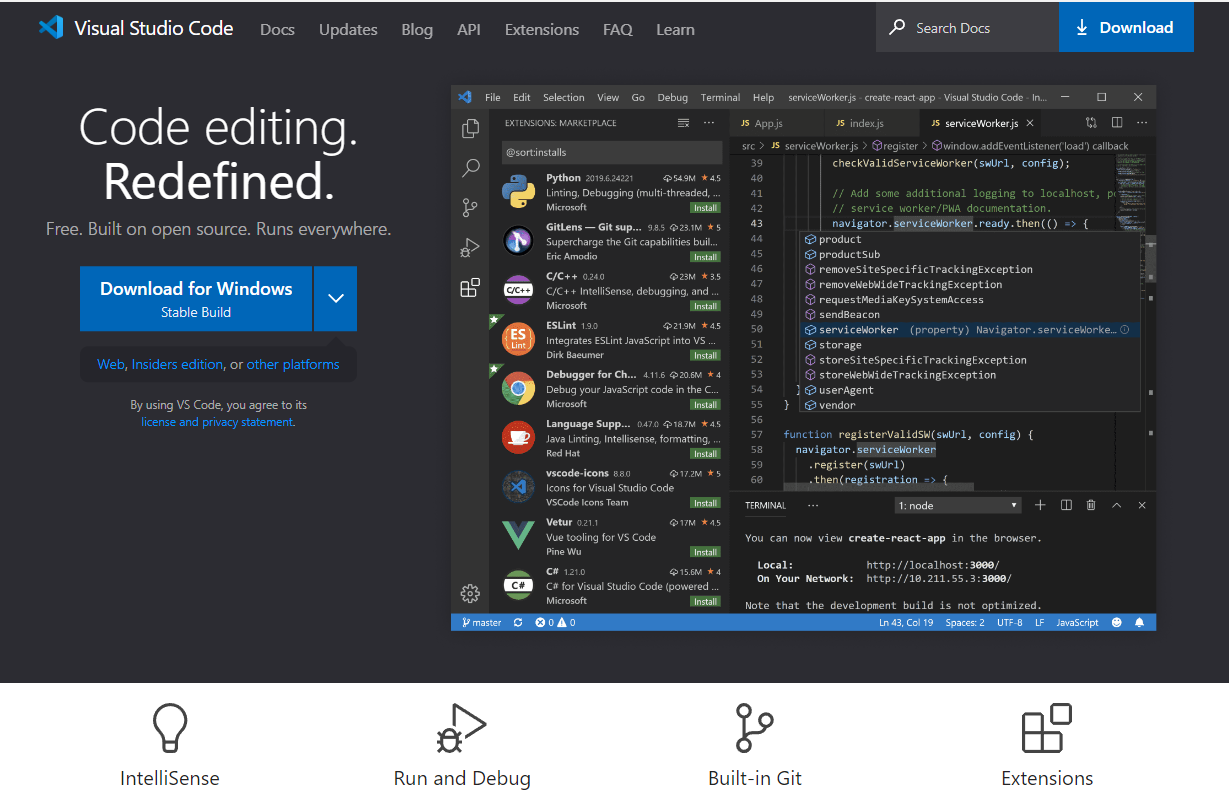 Visual Studio Code Docs Updates Blog API Extensions FAQ Learn Search Docs Download
Code editing.
Redefined.
Free. Built on open source. Runs everywhere.
Download for Windows
Stable Build
Web, Insiders edition, or other platforms
By using VS Code, you agree to its
license and privacy statement.
File Edit Selection View Go Debug Terminal Help serviceWorker.js - create-react-app - Visual Studio Code - In...
EXTENSIONS: MARKETPLACE
@sort:installs
Python 2019.6.24221 54.9M 4.5
Linting, Debugging (multi-threaded, ...
Microsoft Install
GitLens — Git sup... 9.8.5 23.1M 5
Supercharge the Git capabilities buil...
Eric Amodio Install
C/C++
C/C++ 0.24.0 23M 3.5
C/C++ IntelliSense, debugging, and ...
Microsoft Install
ES
Lint
ESLint 1.9.0 21.9M 4.5
Integrates ESLint JavaScript into VS ...
Dirk Baeumer Install
Debugger for Ch... 4.11.6 20.6M 4
Debug your JavaScript code in the C...
Microsoft Install
Language Supp... 0.47.0 18.7M 4.5
Java Linting, Intellisense, formatting, ...
Red Hat Install
vscode-icons 8.8.0 17.2M 5
Icons for Visual Studio Code
VSCode Icons Team Install
Vetur 0.21.1 17M 4.5
Vue tooling for VS Code
Pine Wu Install
C#
C# 1.21.0 15.6M 4
C# for Visual Studio Code (powered ...
Microsoft Install
JS App.js JS index.js JS serviceWorker.js
src > JS serviceWorker.js > register > window.addEventListener('load') callback
39 checkValidServiceWorker(swUrl, config);
40
41 // Add some additional logging to localhost, po
42 // service worker/PWA documentation.
43 navigator.serviceWorker.ready.then(() => {
44 product
45 productSub
46 removeSiteSpecificTrackingException
47 removeWebWideTrackingException
48 requestMediaKeySystemAccess
49 sendBeacon
50 serviceWorker (property) Navigator.serviceWorke...
51 storage
52 storeSiteSpecificTrackingException
53 storeWebWideTrackingException
54 } userAgent
55 } vendor
56
57 function registerValidSW(swUrl, config) {
58 navigator.serviceWorker
59 .register(swUrl)
60 .then(registration => {
TERMINAL ... 1: node
You can now view create-react-app in the browser.
Local: http://localhost:3000/
On Your Network: http://10.211.55.3:3000/
Note that the development build is not optimized.
master 0 0 Ln 43, Col 19 Spaces: 2 UTF-8 LF JavaScript
IntelliSense Run and Debug Built-in Git Extensions